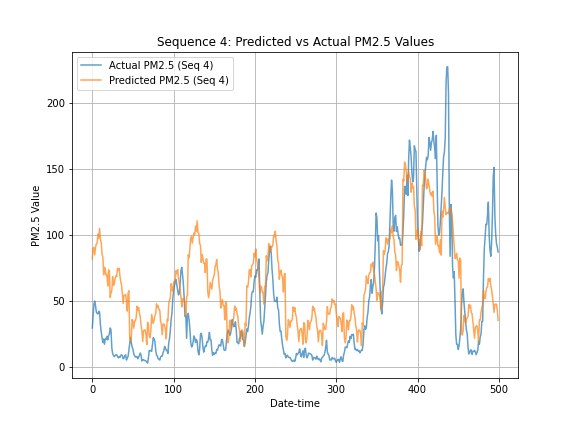 Sequence 4: Predicted vs Actual PM2.5 Values
Actual PM2.5 (Seq 4)
Predicted PM2.5 (Seq 4)
200
150
100
50
0
PM2.5 Value
0 100 200 300 400 500
Date-time